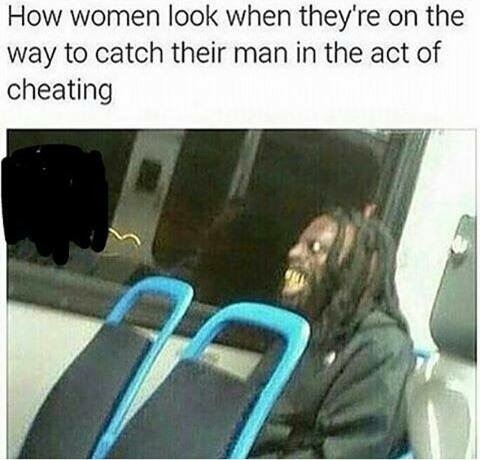 How women look when they're on the
way to catch their man in the act of
cheating